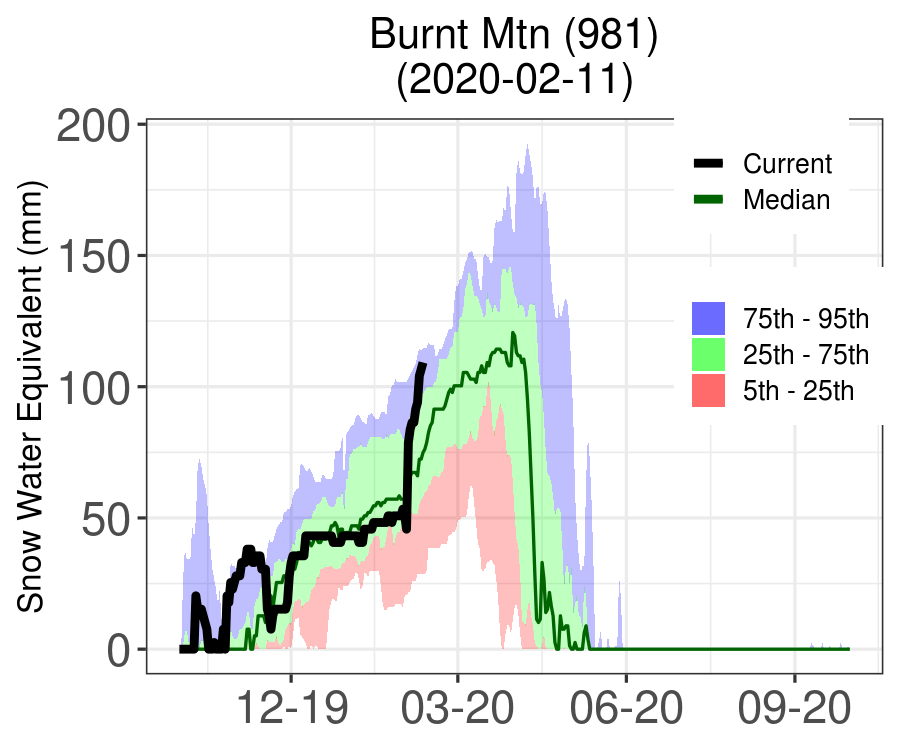 Burnt Mtn (981)
(2020-02-11)
Snow Water Equivalent (mm)
200
150
100
50
0
Current
Median
75th - 95th
25th - 75th
5th - 25th
12-19
03-20
06-20
09-20